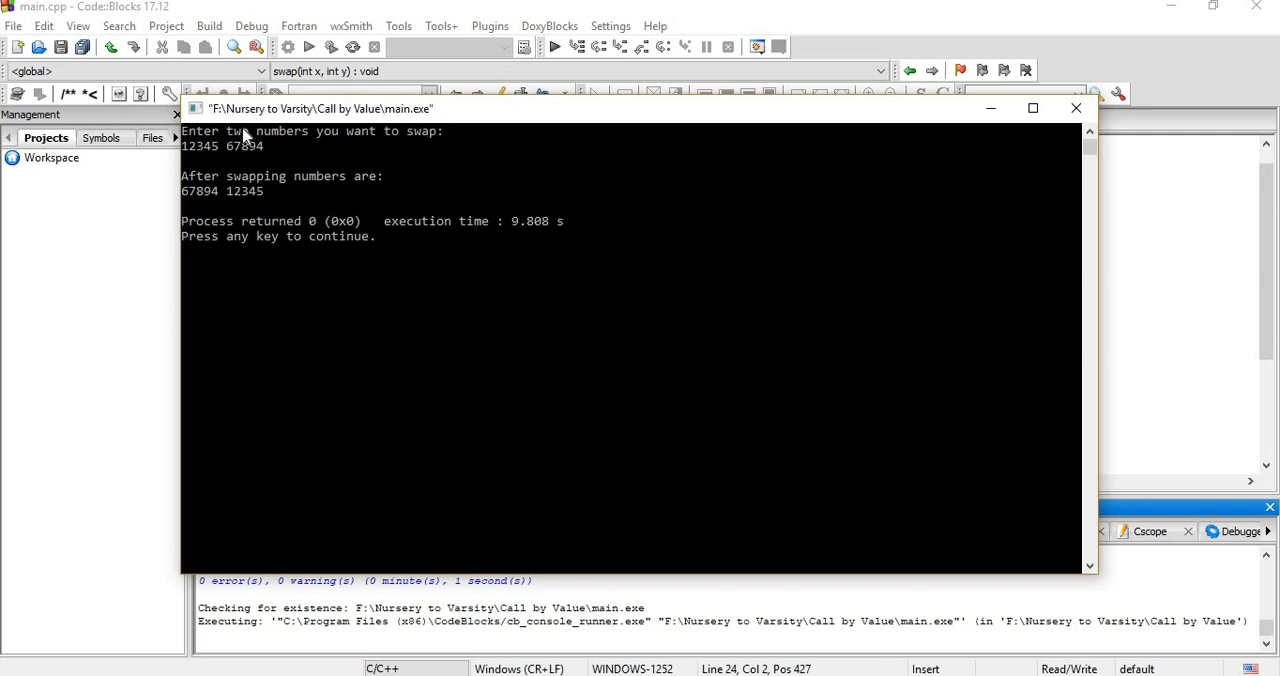 main.cpp - Code::Blocks 17.12
File Edit View Search Project Build Debug Fortran wxSmith Tools Tools+ Plugins DoxyBlocks Settings Help
<global> swap(int x, int y) : void
/** *<
Management
Projects Symbols Files
Workspace
"F:\Nursery to Varsity\Call by Value\main.exe"
Enter two numbers you want to swap:
12345 67894
After swapping numbers are:
67894 12345
Process returned 0 (0x0) execution time : 9.808 s
Press any key to continue.
Cscope Debugge
0 error(s), 0 warning(s) (0 minute(s), 1 second(s))
Checking for existence: F:\Nursery to Varsity\Call by Value\main.exe
Executing: '"C:\Program Files (x86)\CodeBlocks/cb_console_runner.exe" "F:\Nursery to Varsity\Call by Value\main.exe"' (in 'F:\Nursery to Varsity\Call by Value')
C/C++ Windows (CR+LF) WINDOWS-1252 Line 24, Col 2, Pos 427 Insert Read/Write default